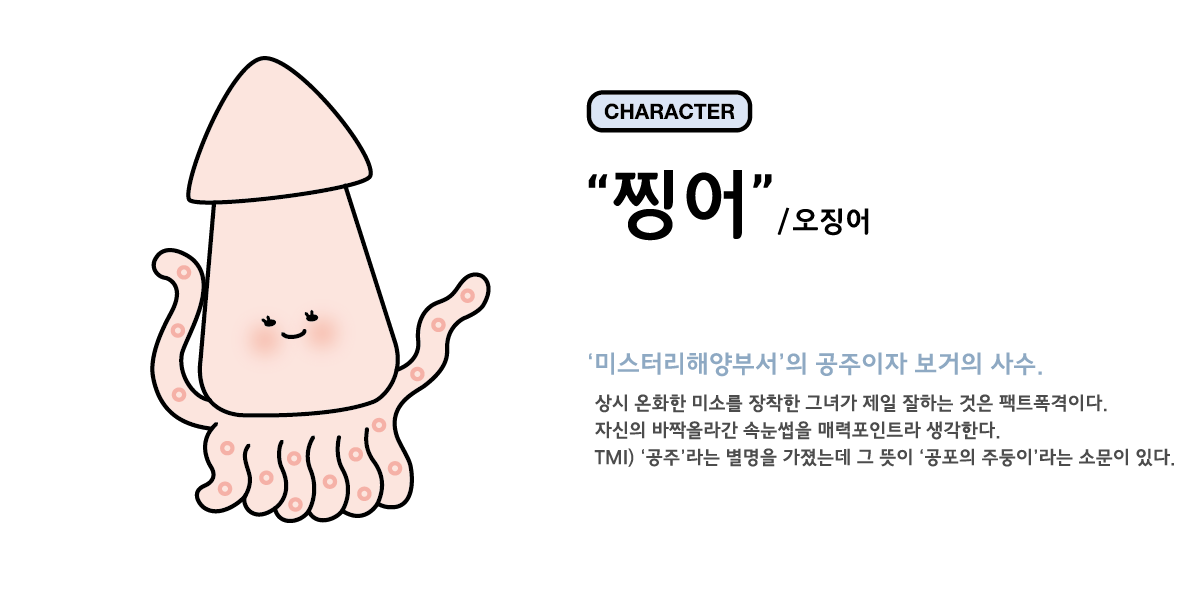 CHARACTER
“찡어” /오징어
‘미스터리해양부서’의 공주이자 보거의 사수.
상시 온화한 미소를 장착한 그녀가 제일 잘하는 것은 팩트폭격이다.
자신의 바짝올라간 속눈썹을 매력포인트라 생각한다.
TMI) ‘공주’라는 별명을 가졌는데 그 뜻이 ‘공포의 주둥이’라는 소문이 있다.